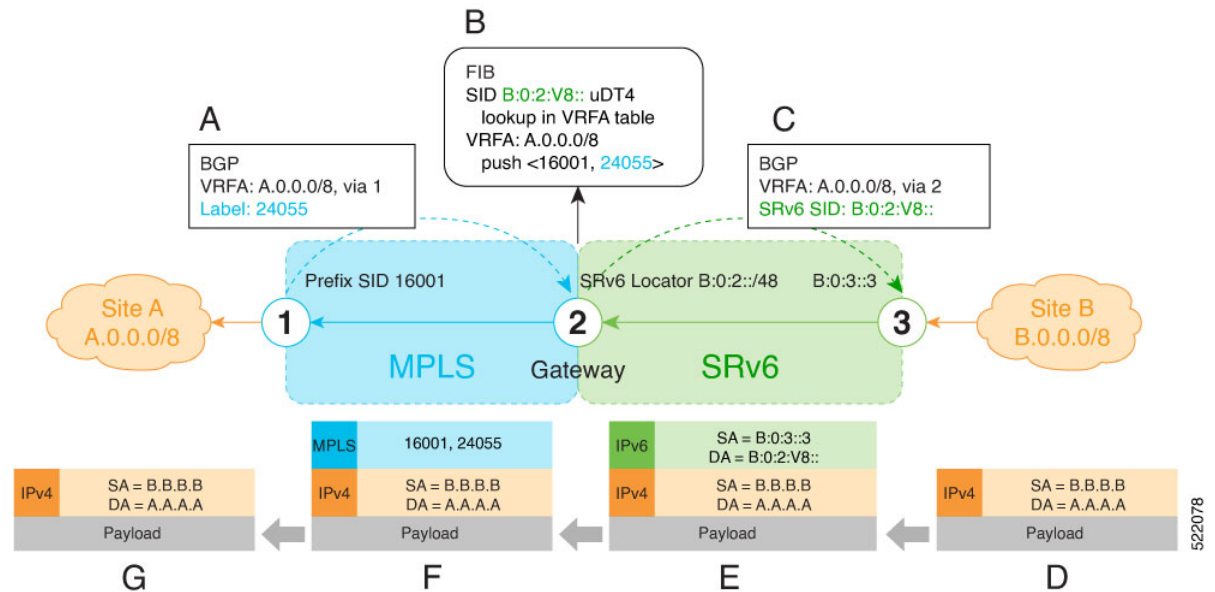 B
FIB
SID B:0:2:V8:: uDT4
lookup in VRFA table
VRFA: A.0.0.0/8
push <16001, 24055>
A
BGP
VRFA: A.0.0.0/8, via 1
Label: 24055
C
BGP
VRFA: A.0.0.0/8, via 2
SRv6 SID: B:0:2:V8::
Prefix SID 16001
SRv6 Locator B:0:2::/48
B:0:3::3
Site A
A.0.0.0/8
1
2
3
Site B
B.0.0.0/8
MPLS
Gateway
SRv6
MPLS
16001, 24055
IPv6
SA = B:0:3::3
DA = B:0:2:V8::
IPv4
SA = B.B.B.B
DA = A.A.A.A
Payload
IPv4
SA = B.B.B.B
DA = A.A.A.A
Payload
IPv4
SA = B.B.B.B
DA = A.A.A.A
Payload
IPv4
SA = B.B.B.B
DA = A.A.A.A
Payload
522078
G
F
E
D